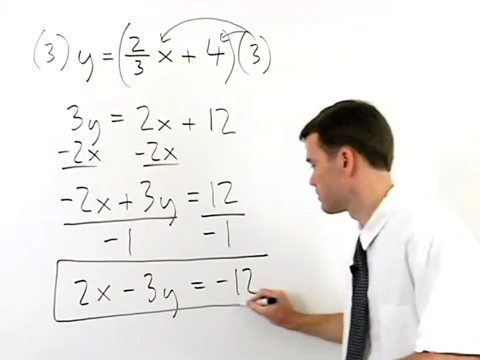 (3) y = (2/3 x + 4) (3)
3y = 2x + 12
-2x -2x
-2x + 3y = 12
-1 -1
2x - 3y = -12